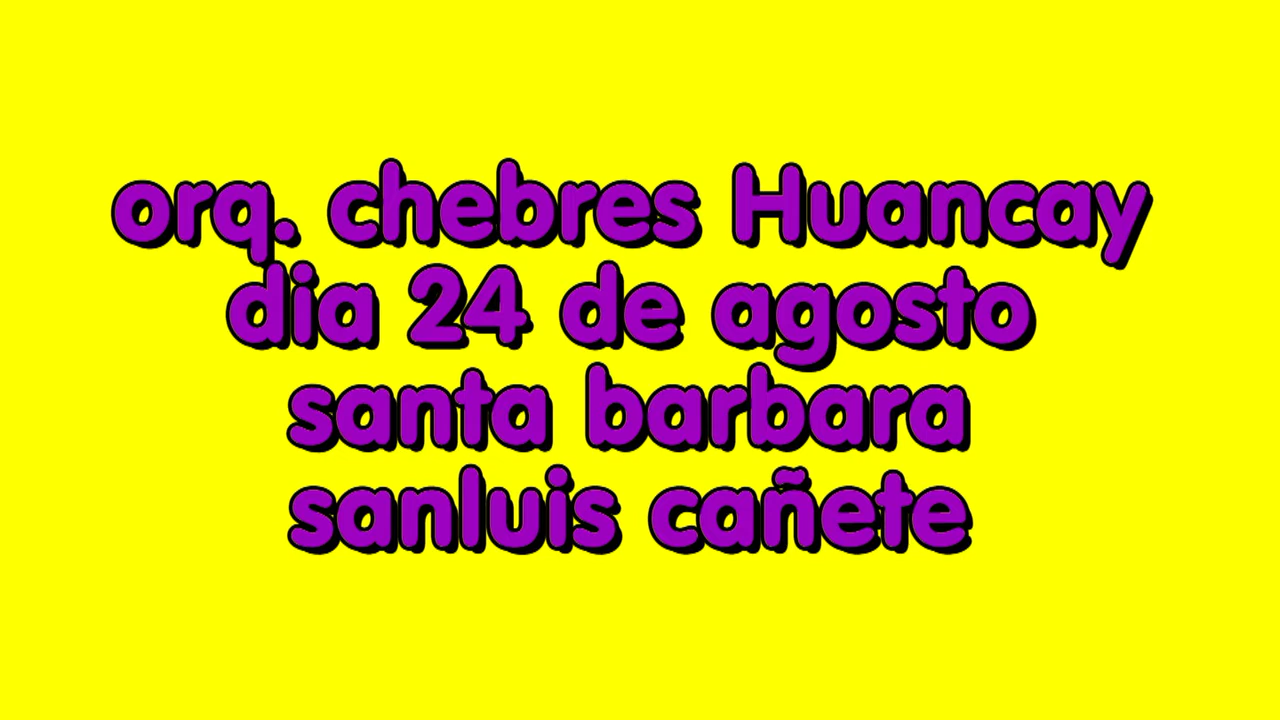 orq. chebres Huancay
dia 24 de agosto
santa barbara
sanluis cañete